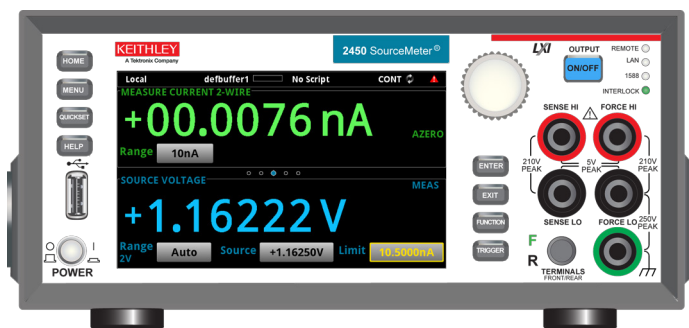 KEITHLEY
A Tektronix Company
2450 SourceMeter®
LXI
OUTPUT
ON/OFF
REMOTE
LAN
1588
INTERLOCK
HOME
MENU
QUICKSET
HELP
Local defbuffer1 No Script CONT
MEASURE CURRENT 2-WIRE
+00.0076 nA
AZERO
Range 10nA
SOURCE VOLTAGE
MEAS
+1.16222 V
Range 2V Auto Source +1.16250V Limit 10.5000nA
ENTER
EXIT
FUNCTION
TRIGGER
SENSE HI
FORCE HI
210V PEAK
5V PEAK
210V PEAK
SENSE LO
FORCE LO
250V PEAK
F
R
TERMINALS
FRONT/REAR
POWER